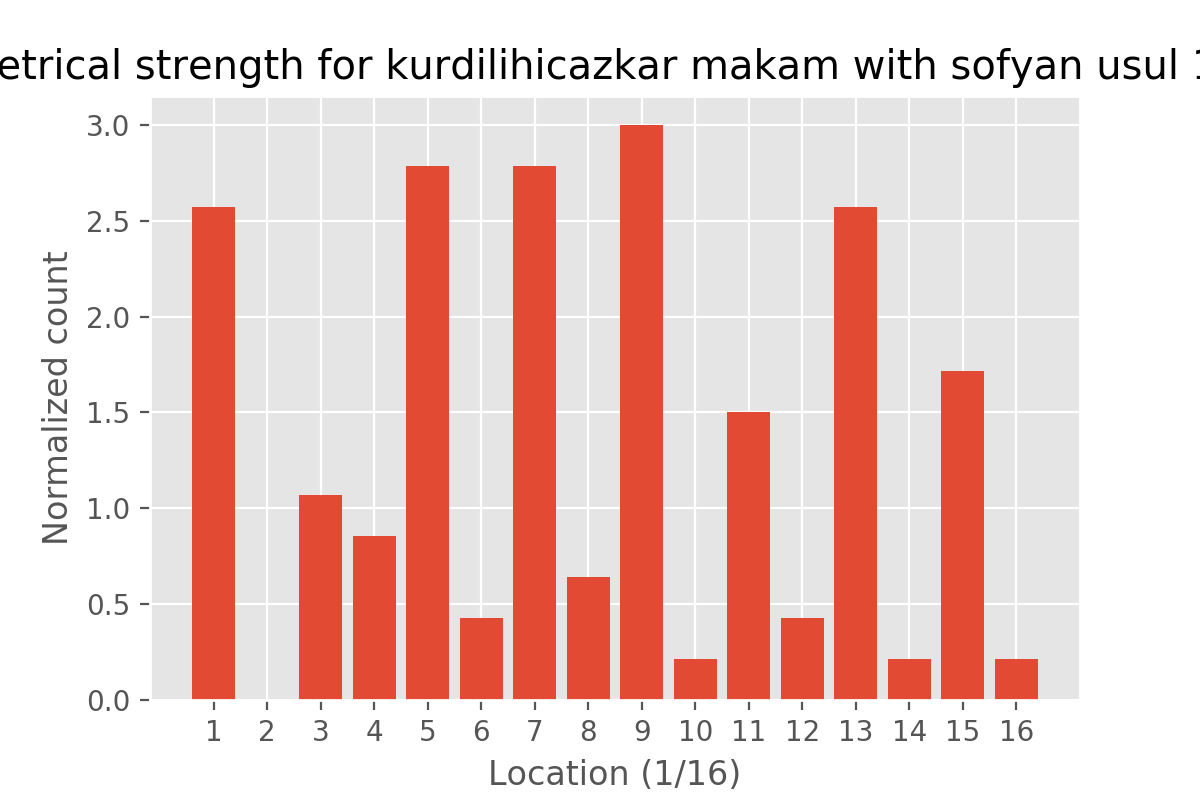 etrical strength for kurdilihicazkar makam with sofyan usul
3.0
2.5
2.0
1.5
1.0
0.5
0.0
Normalized count
1 2 3 4 5 6 7 8 9 10 11 12 13 14 15 16
Location (1/16)